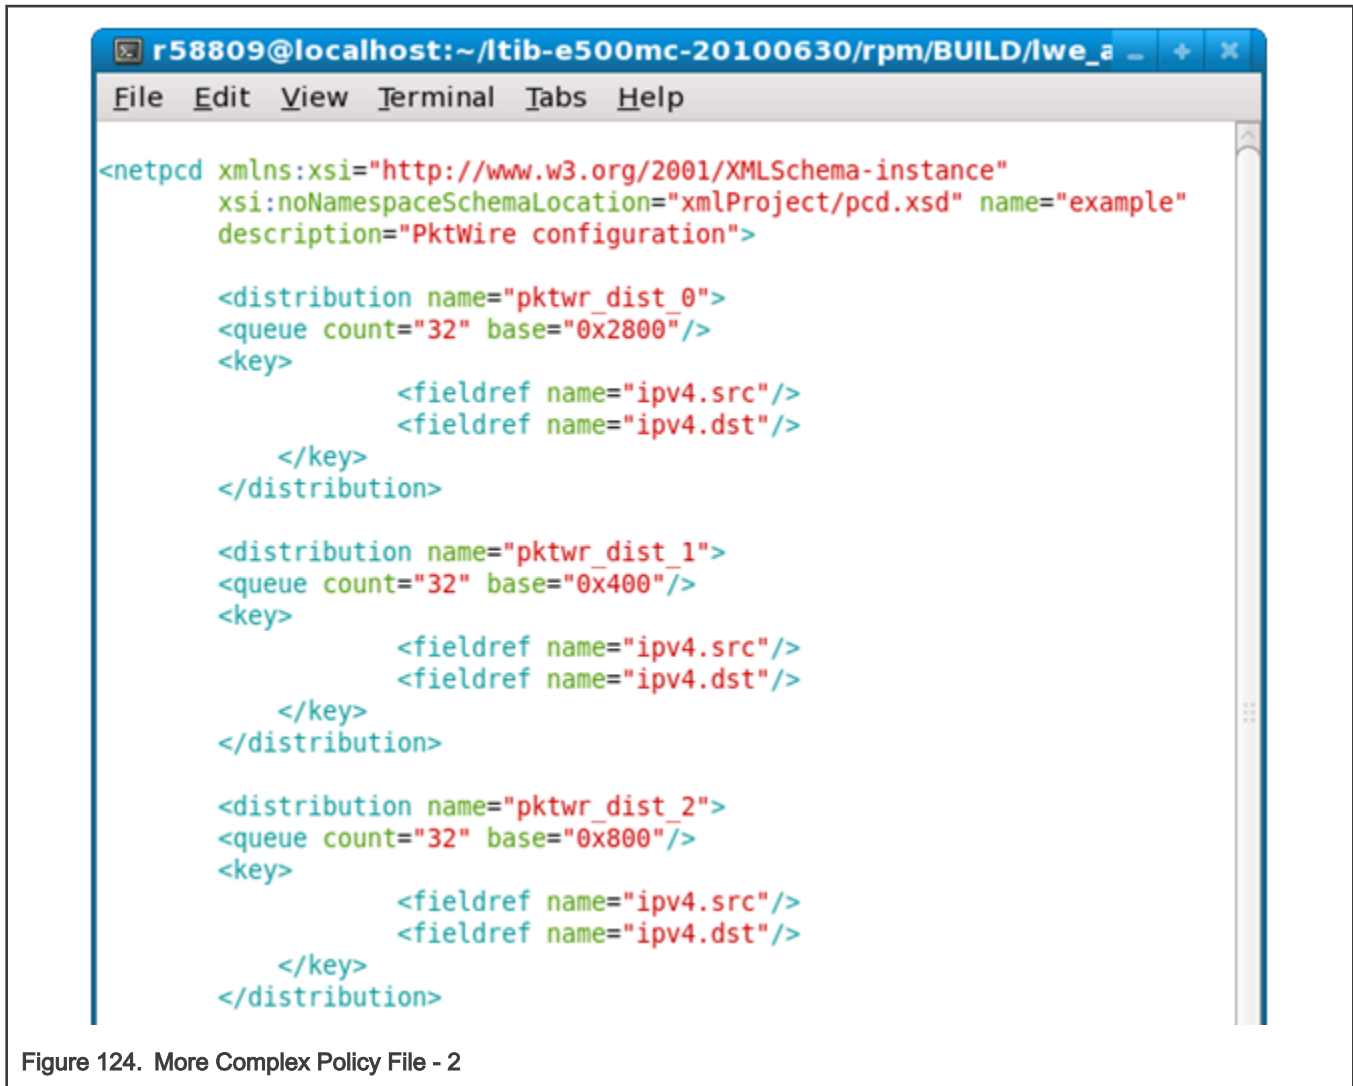 r58809@localhost:~/ltib-e500mc-20100630/rpm/BUILD/lwe_a
File Edit View Terminal Tabs Help
<netpcd xmlns:xsi="http://www.w3.org/2001/XMLSchema-instance"
xsi:noNamespaceSchemaLocation="xmlProject/pcd.xsd" name="example"
description="PktWire configuration">
<distribution name="pktwr_dist_0">
<queue count="32" base="0x2800"/>
<key>
<fieldref name="ipv4.src"/>
<fieldref name="ipv4.dst"/>
</key>
</distribution>
<distribution name="pktwr_dist_1">
<queue count="32" base="0x400"/>
<key>
<fieldref name="ipv4.src"/>
<fieldref name="ipv4.dst"/>
</key>
</distribution>
<distribution name="pktwr_dist_2">
<queue count="32" base="0x800"/>
<key>
<fieldref name="ipv4.src"/>
<fieldref name="ipv4.dst"/>
</key>
</distribution>
Figure 124. More Complex Policy File - 2